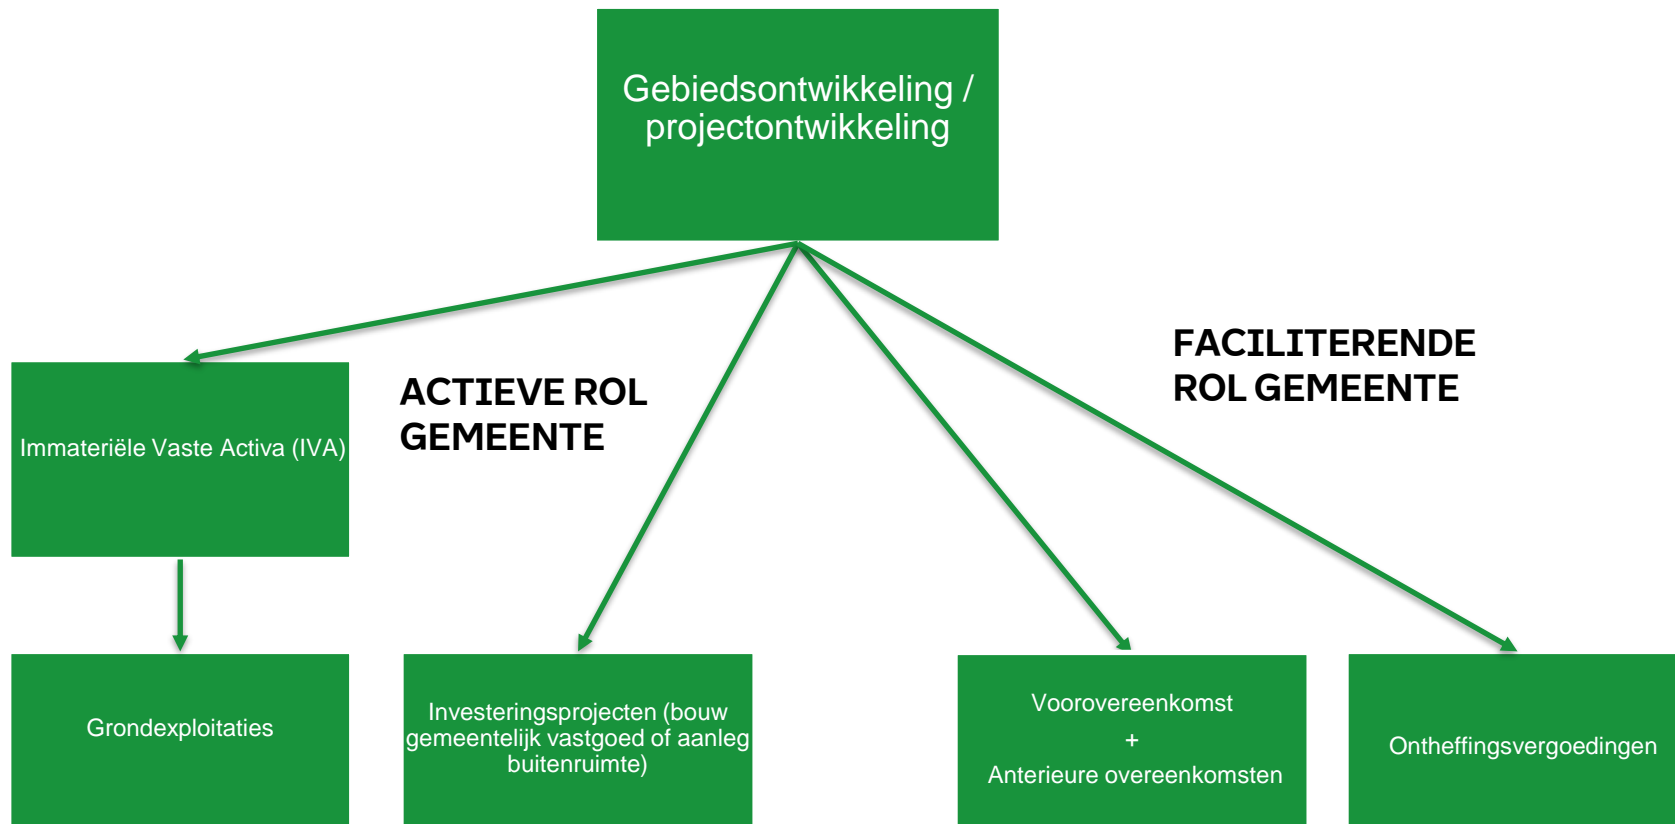 Gebiedsontwikkeling /
projectontwikkeling
FACILITERENDE
ROL GEMEENTE
ACTIEVE ROL
GEMEENTE
Immateriële Vaste Activa (IVA)
Grondexploitaties
Investeringsprojecten (bouw
gemeentelijk vastgoed of aanleg
buitenruimte)
Voorovereenkomst
+
Anterieure overeenkomsten
Ontheffingsvergoedingen